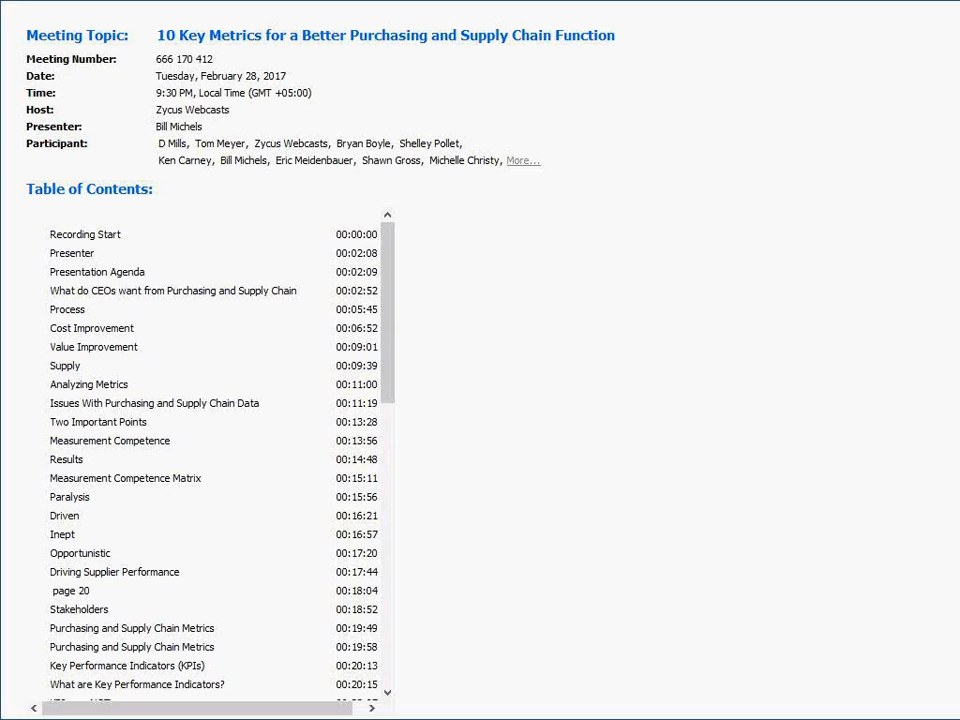 Meeting Topic: 10 Key Metrics for a Better Purchasing and Supply Chain Function
Meeting Number: 666 170 412
Date: Tuesday, February 28, 2017
Time: 9:30 PM, Local Time (GMT +05:00)
Host: Zycus Webcasts
Presenter: Bill Michels
Participant: D Mills, Tom Meyer, Zycus Webcasts, Bryan Boyle, Shelley Pollet,
Ken Carney, Bill Michels, Eric Meidenbauer, Shawn Gross, Michelle Christy, More...
Table of Contents:
Recording Start 00:00:00
Presenter 00:02:08
Presentation Agenda 00:02:09
What do CEOs want from Purchasing and Supply Chain 00:02:52
Process 00:05:45
Cost Improvement 00:06:52
Value Improvement 00:09:01
Supply 00:09:39
Analyzing Metrics 00:11:00
Issues With Purchasing and Supply Chain Data 00:11:19
Two Important Points 00:13:28
Measurement Competence 00:13:56
Results 00:14:48
Measurement Competence Matrix 00:15:11
Paralysis 00:15:56
Driven 00:16:21
Inept 00:16:57
Opportunistic 00:17:20
Driving Supplier Performance 00:17:44
page 20 00:18:04
Stakeholders 00:18:52
Purchasing and Supply Chain Metrics 00:19:49
Purchasing and Supply Chain Metrics 00:19:58
Key Performance Indicators (KPIs) 00:20:13
What are Key Performance Indicators? 00:20:15